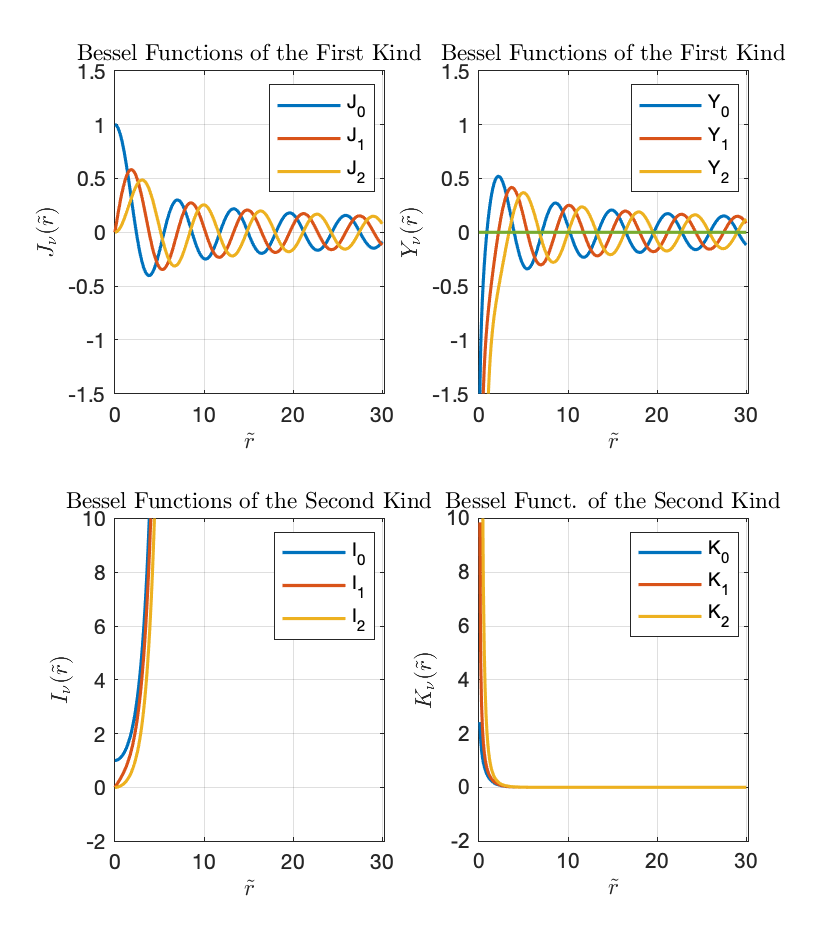 Bessel Functions of the First Kind
1.5
1
0.5
0
-0.5
-1
-1.5
0
10
20
30
J_ν(r̃)
r̃
J_0
J_1
J_2
Bessel Functions of the First Kind
1.5
1
0.5
0
-0.5
-1
-1.5
0
10
20
30
Y_ν(r̃)
r̃
Y_0
Y_1
Y_2
Bessel Functions of the Second Kind
10
8
6
4
2
0
-2
0
10
20
30
I_ν(r̃)
r̃
I_0
I_1
I_2
Bessel Funct. of the Second Kind
10
8
6
4
2
0
-2
0
10
20
30
K_ν(r̃)
r̃
K_0
K_1
K_2